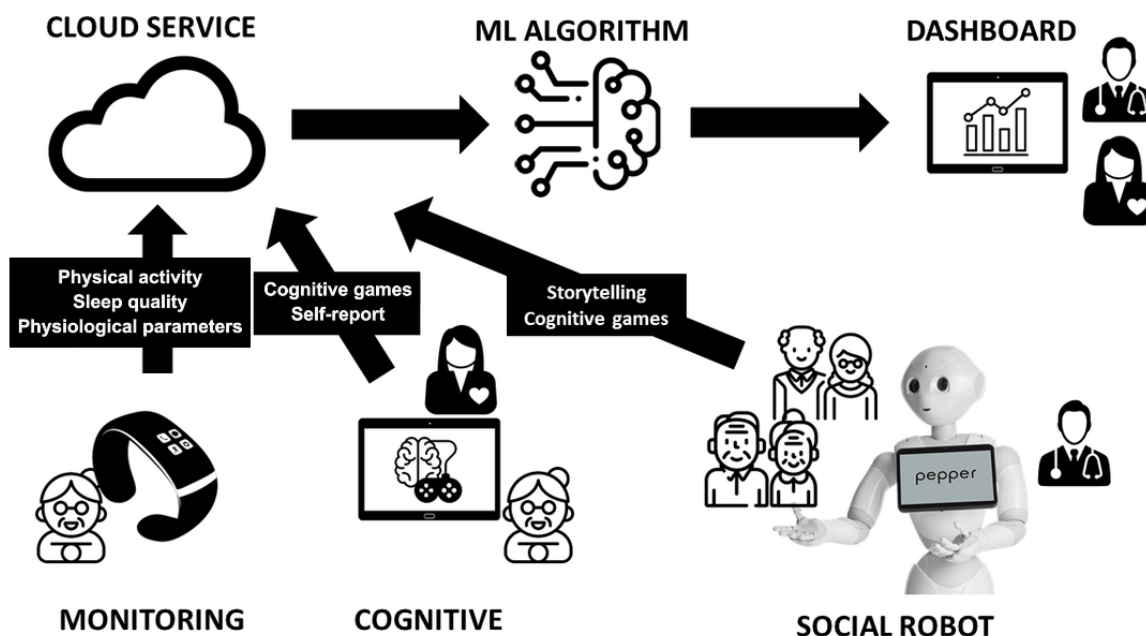 CLOUD SERVICE
ML ALGORITHM
DASHBOARD
Physical activity
Sleep quality
Physiological parameters
Cognitive games
Self-report
Storytelling
Cognitive games
pepper
MONITORING
COGNITIVE
SOCIAL ROBOT